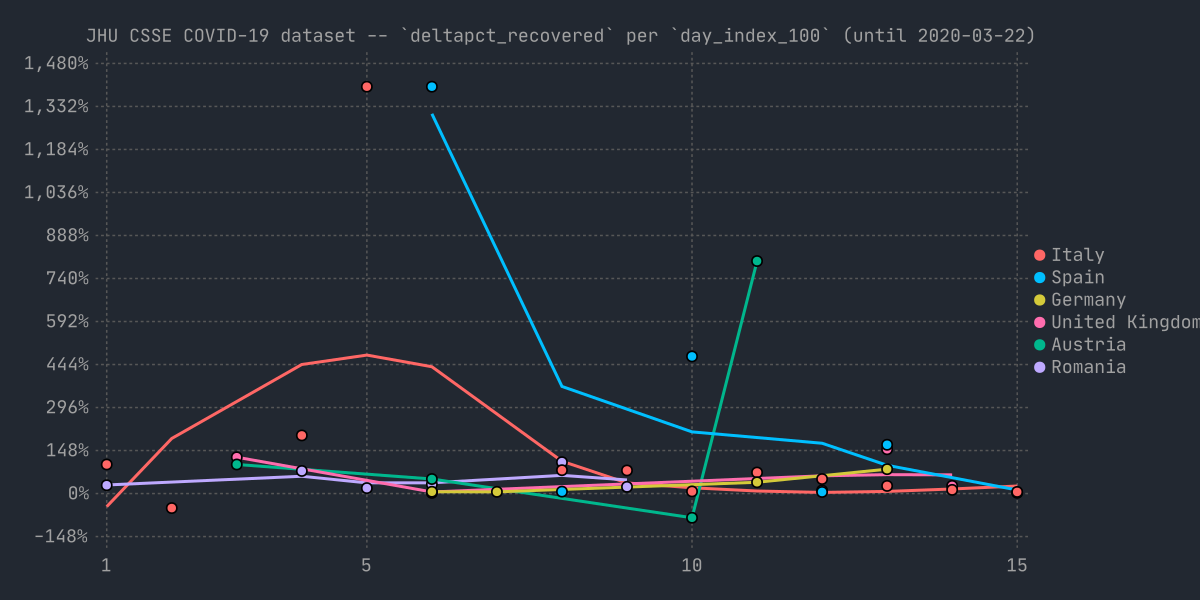 JHU CSSE COVID-19 dataset -- `deltapct_recovered` per `day_index_100` (until 2020-03-22)
1,480%
1,332%
1,184%
1,036%
888%
740%
592%
444%
296%
148%
0%
-148%
1 5 10 15
Italy
Spain
Germany
United Kingdom
Austria
Romania